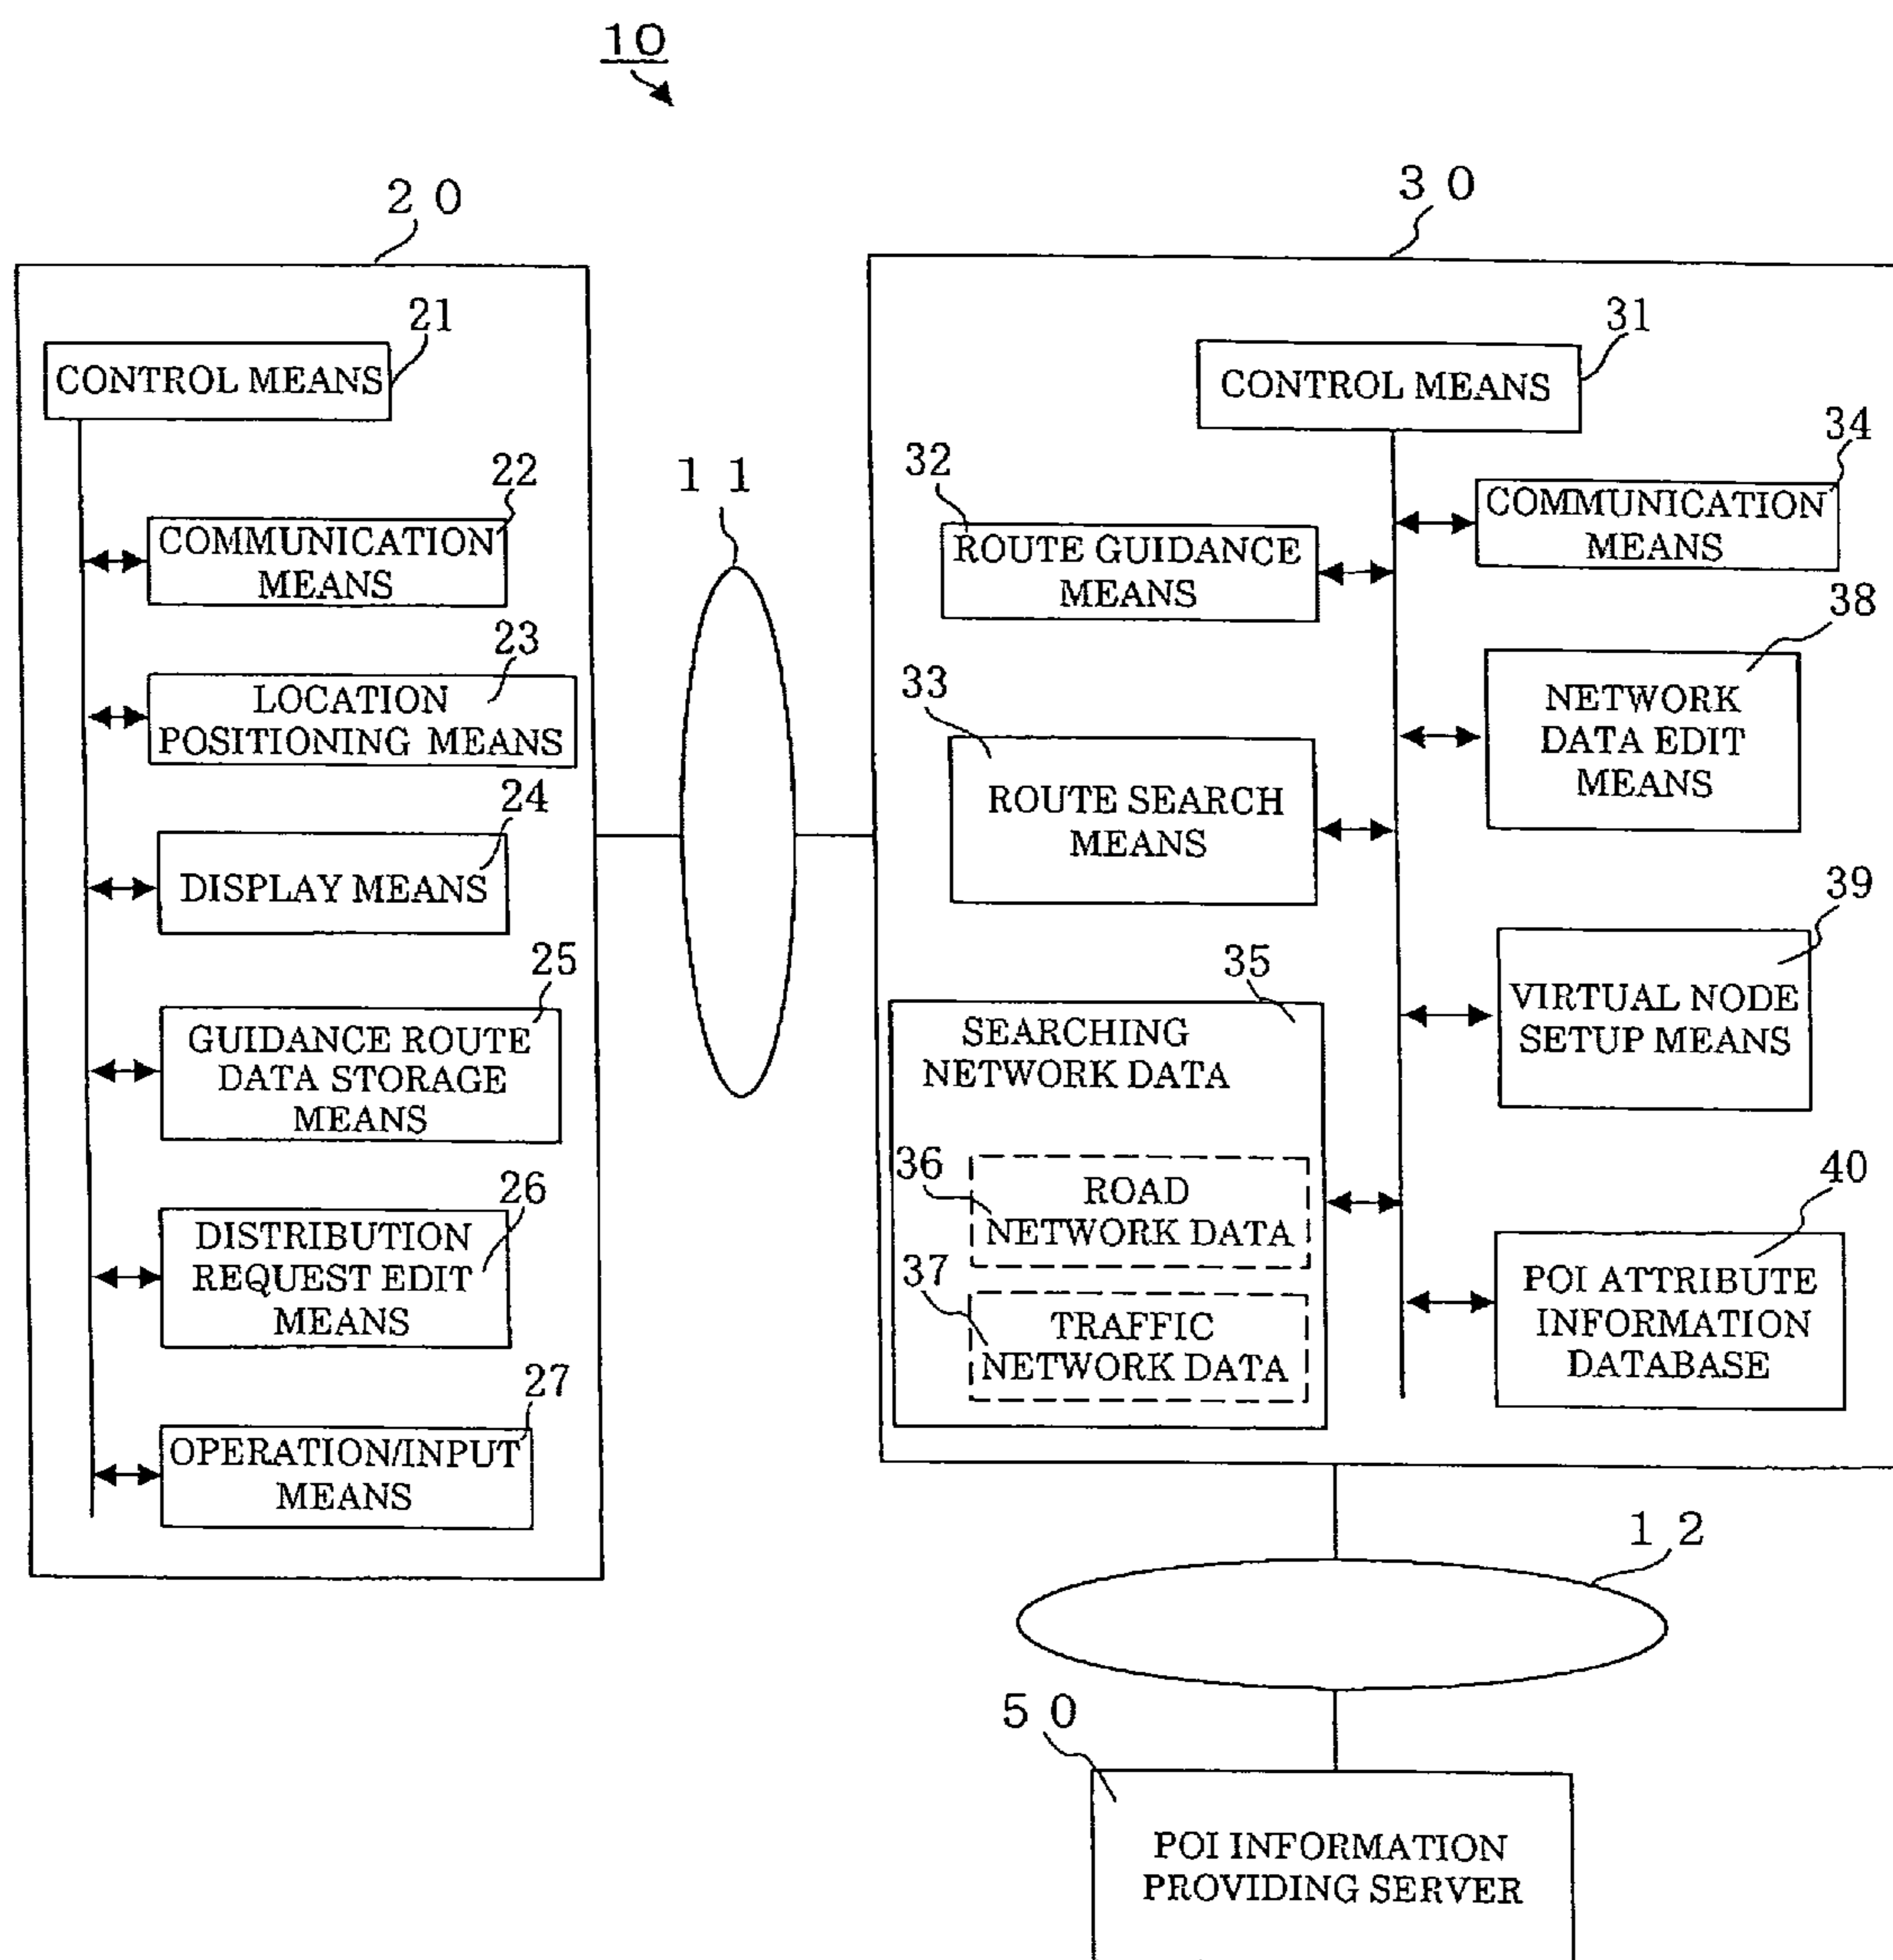 10
20
21
CONTROL MEANS
22
COMMUNICATION
MEANS
23
LOCATION
POSITIONING MEANS
24
DISPLAY MEANS
25
GUIDANCE ROUTE
DATA STORAGE
MEANS
26
DISTRIBUTION
REQUEST EDIT
MEANS
27
OPERATION/INPUT
MEANS
11
30
31
CONTROL MEANS
32
ROUTE GUIDANCE
MEANS
33
ROUTE SEARCH
MEANS
35
SEARCHING
NETWORK DATA
36
ROAD
NETWORK DATA
37
TRAFFIC
NETWORK DATA
34
COMMUNICATION
MEANS
38
NETWORK
DATA EDIT
MEANS
39
VIRTUAL NODE
SETUP MEANS
40
POI ATTRIBUTE
INFORMATION
DATABASE
12
50
POI INFORMATION
PROVIDING SERVER